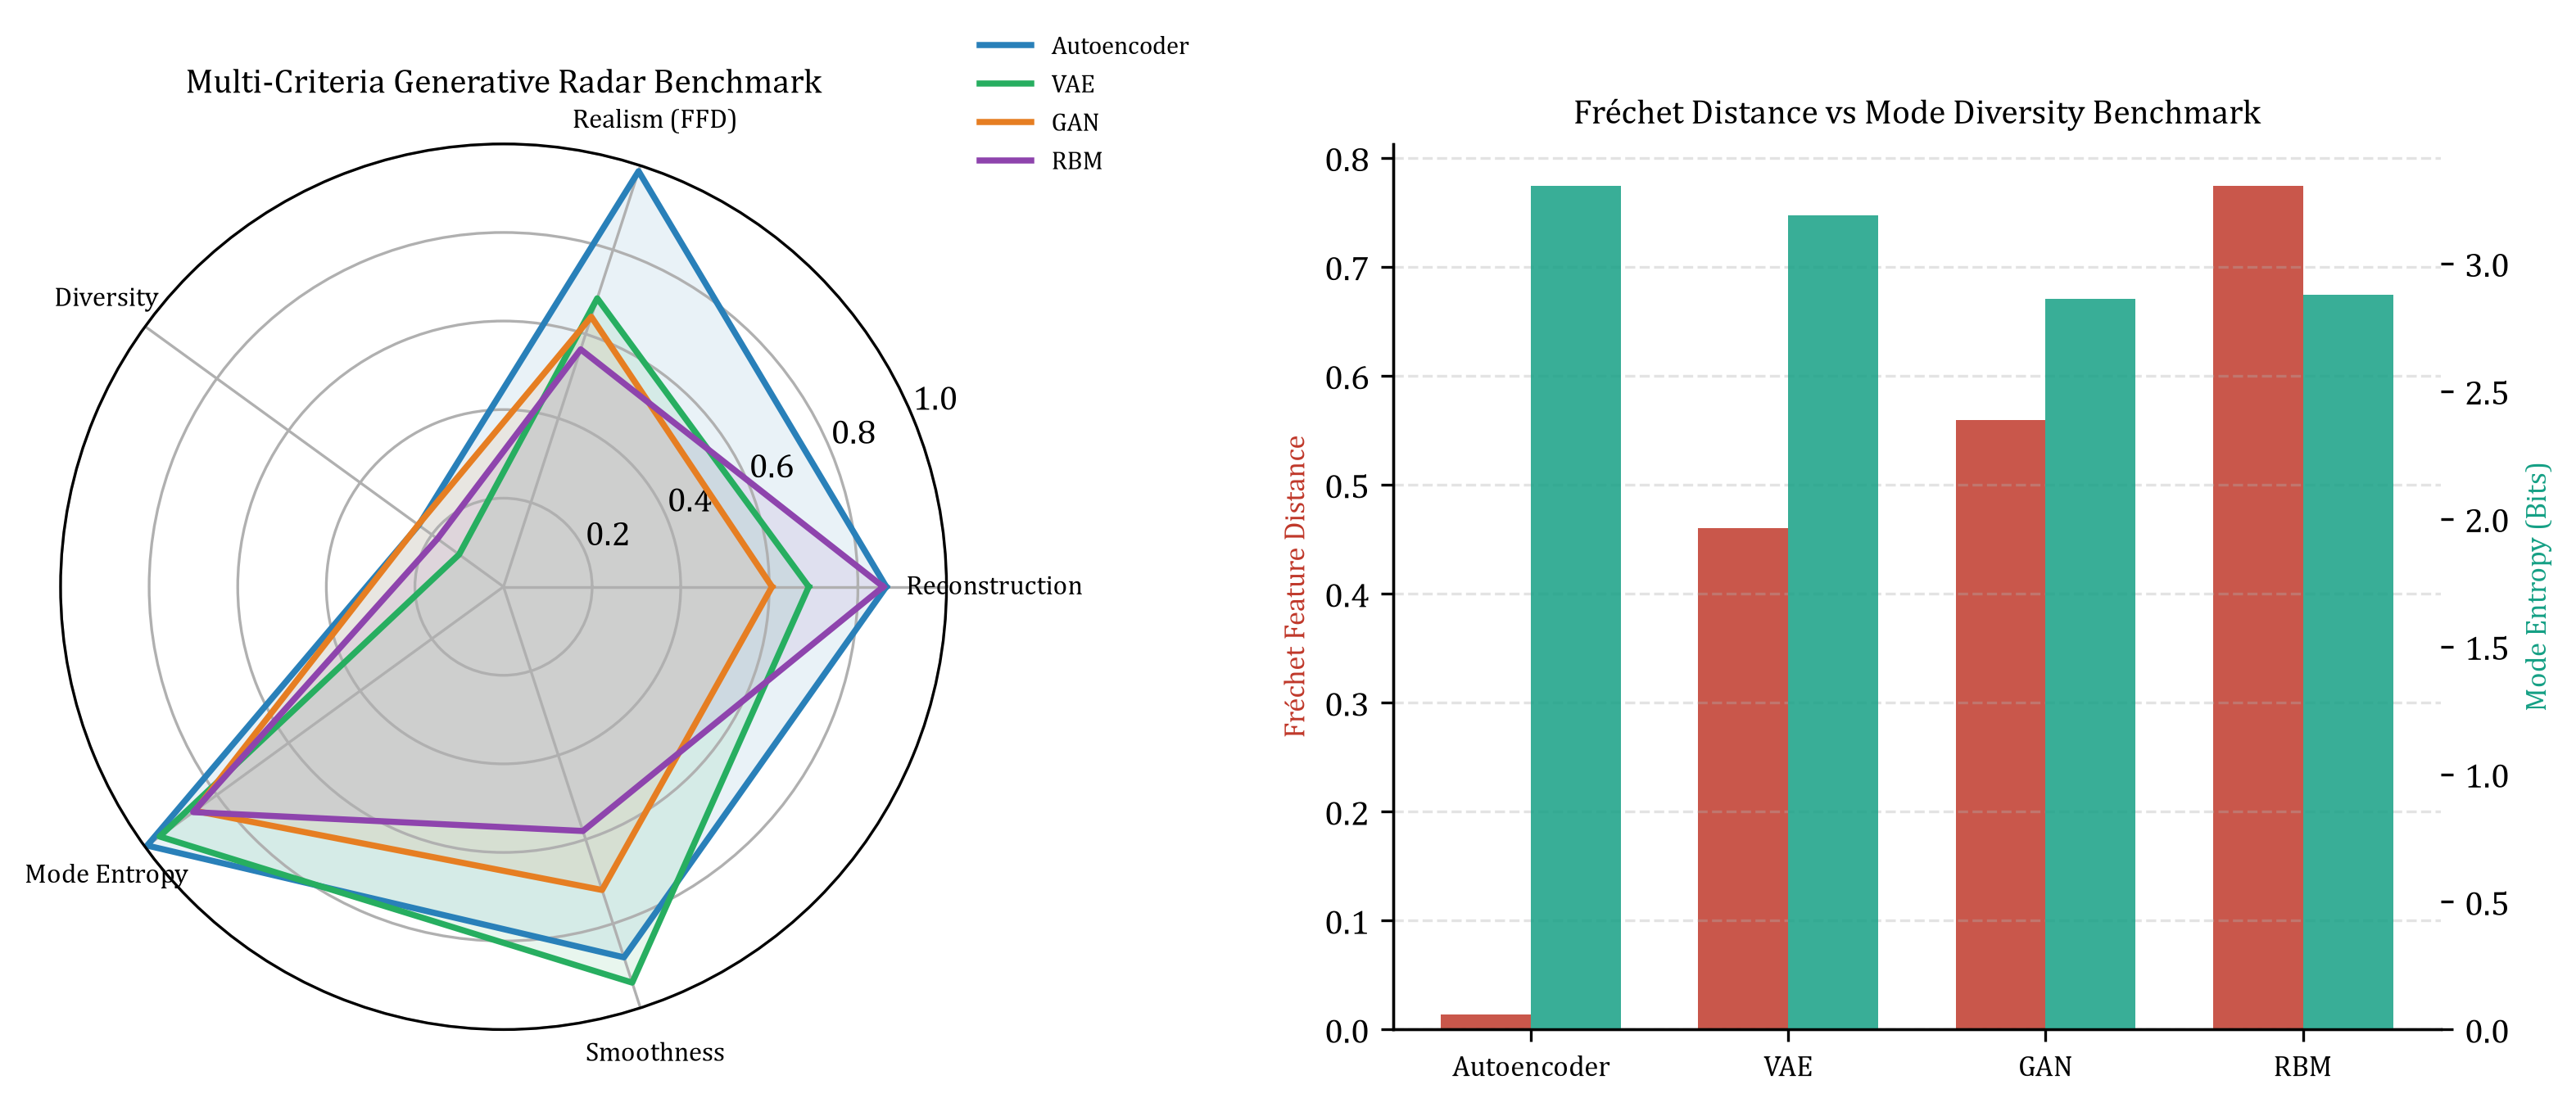 Multi-Criteria Generative Radar Benchmark
Autoencoder
VAE
GAN
RBM
Realism (FFD)
Diversity
Reconstruction
Mode Entropy
Smoothness
0.2
0.4
0.6
0.8
1.0
Fréchet Distance vs Mode Diversity Benchmark
Fréchet Feature Distance
0.8
0.7
0.6
0.5
0.4
0.3
0.2
0.1
0.0
Autoencoder
VAE
GAN
RBM
3.0
2.5
2.0
1.5
1.0
0.5
0.0
Mode Entropy (Bits)